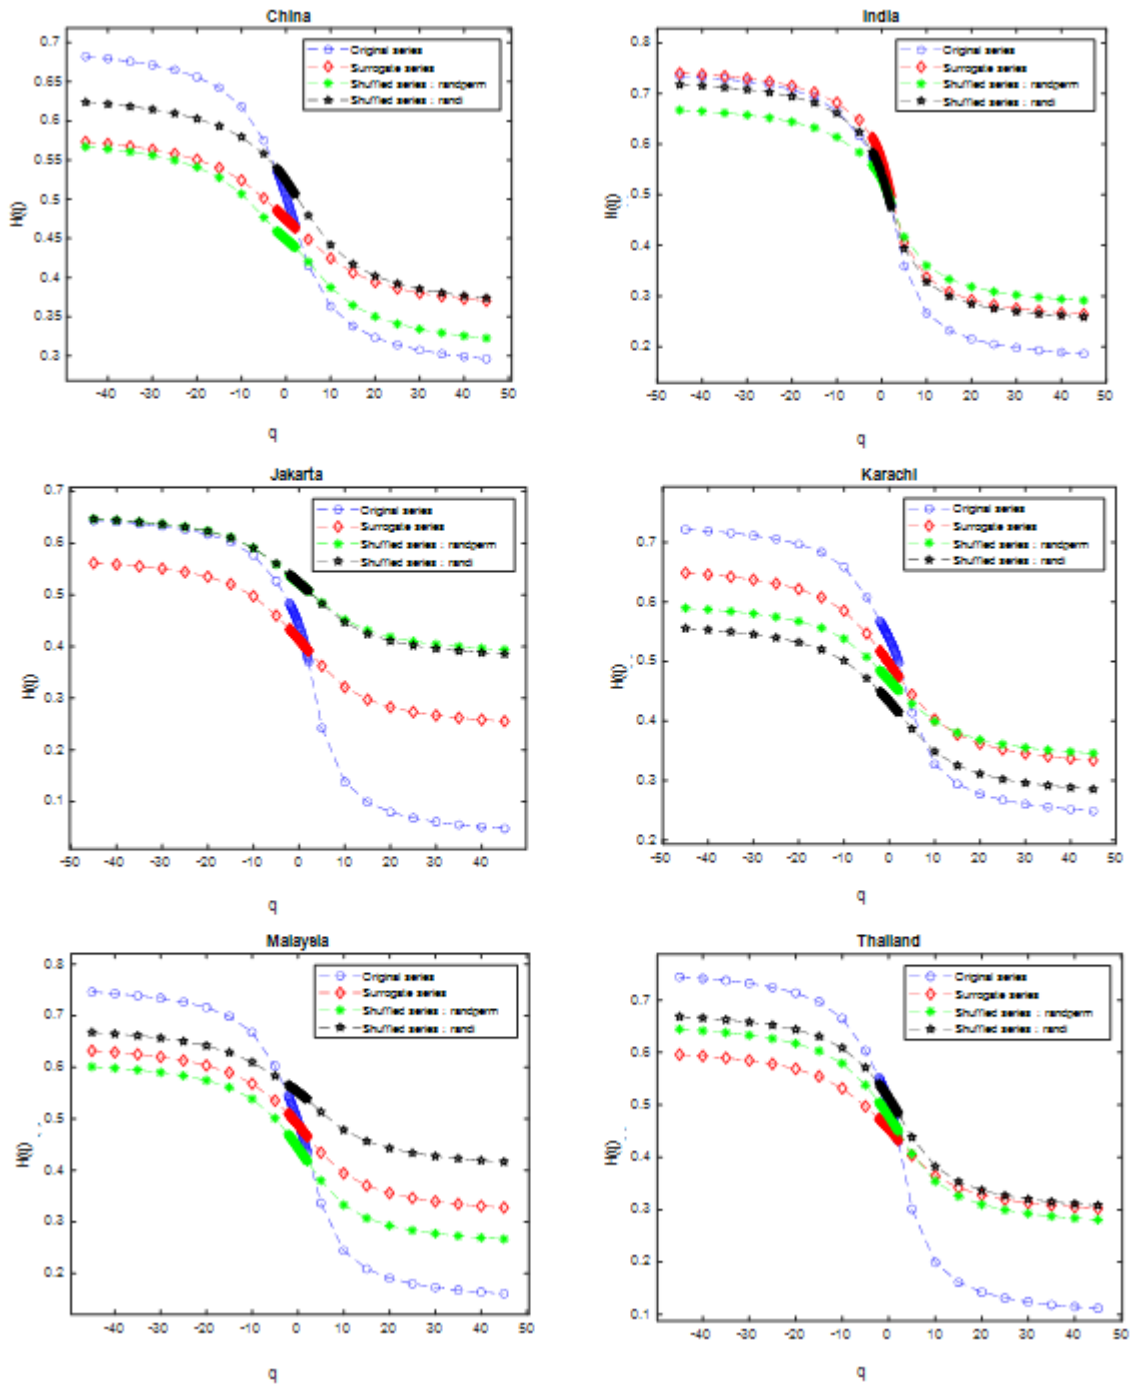 China
0.7
0.65
0.6
0.55
0.5
0.45
0.4
0.35
0.3
H(q)
-40 -30 -20 -10 0 10 20 30 40 50
q
Original series
Surrogate series
Shuffled series : randperm
Shuffled series : randi
India
0.8
0.7
0.6
0.5
0.4
0.3
0.2
H(q)
-50 -40 -30 -20 -10 0 10 20 30 40 50
q
Original series
Surrogate series
Shuffled series : randperm
Shuffled series : randi
Jakarta
0.7
0.6
0.5
0.4
0.3
0.2
0.1
H(q)
-50 -40 -30 -20 -10 0 10 20 30 40 50
q
Original series
Surrogate series
Shuffled series : randperm
Shuffled series : randi
Karachi
0.7
0.6
0.5
0.4
0.3
0.2
H(q)
-50 -40 -30 -20 -10 0 10 20 30 40 50
q
Original series
Surrogate series
Shuffled series : randperm
Shuffled series : randi
Malaysia
0.8
0.7
0.6
0.5
0.4
0.3
0.2
H(q)
-40 -30 -20 -10 0 10 20 30 40 50
q
Original series
Surrogate series
Shuffled series : randperm
Shuffled series : randi
Thailand
0.7
0.6
0.5
0.4
0.3
0.2
0.1
H(q)
-40 -30 -20 -10 0 10 20 30 40 50
q
Original series
Surrogate series
Shuffled series : randperm
Shuffled series : randi